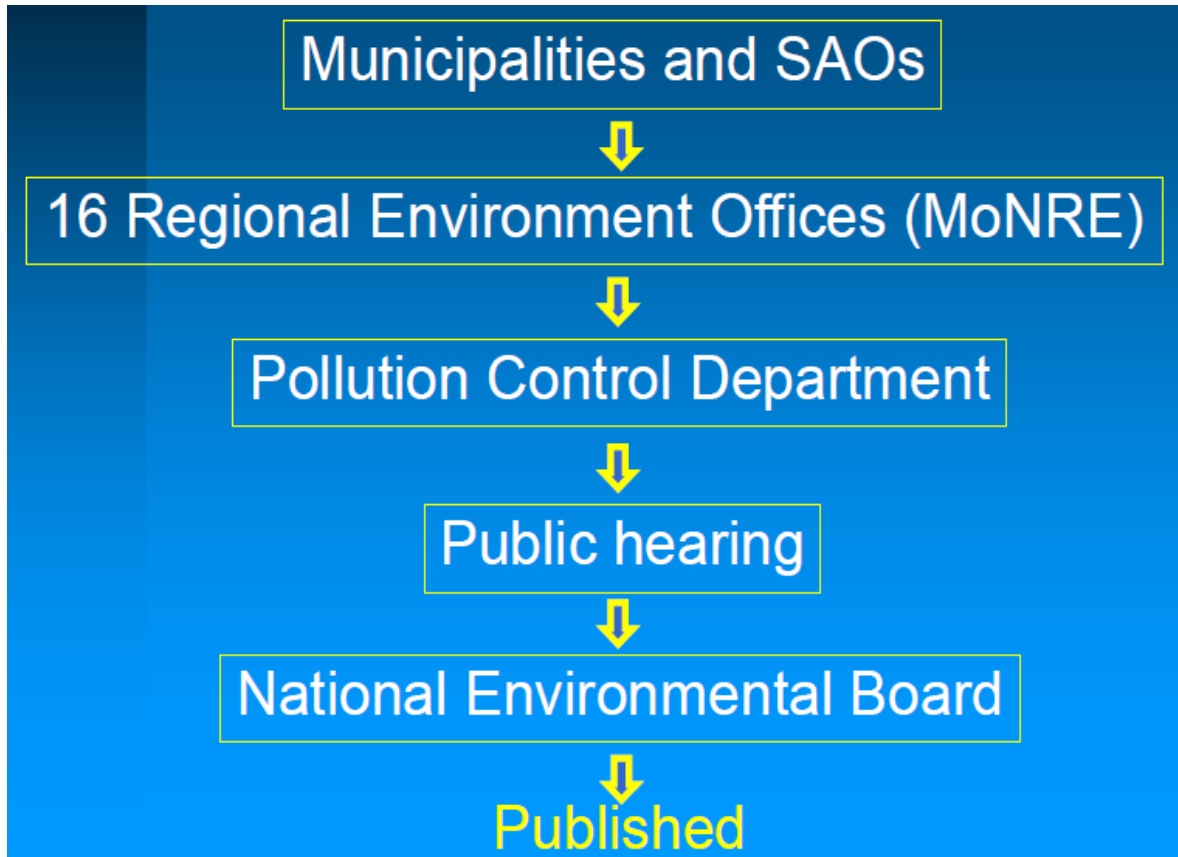 Municipalities and SAOs
16 Regional Environment Offices (MoNRE)
Pollution Control Department
Public hearing
National Environmental Board
Published